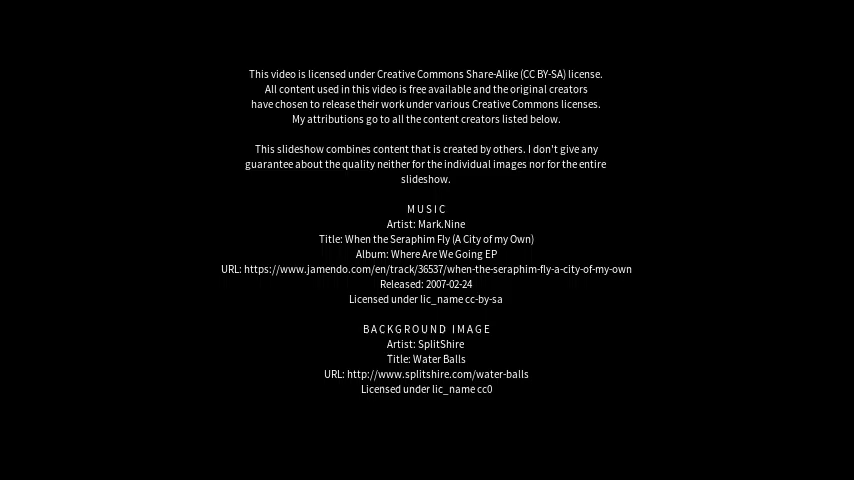 This video is licensed under Creative Commons Share-Alike (CC BY-SA) license.
All content used in this video is free available and the original creators
have chosen to release their work under various Creative Commons licenses.
My attributions go to all the content creators listed below.
This slideshow combines content that is created by others. I don't give any
guarantee about the quality neither for the individual images nor for the entire
slideshow.
MUSIC
Artist: Mark.Nine
Title: When the Seraphim Fly (A City of my Own)
Album: Where Are We Going EP
URL: https://www.jamendo.com/en/track/36537/when-the-seraphim-fly-a-city-of-my-own
Released: 2007-02-24
Licensed under lic_name cc-by-sa
BACKGROUND IMAGE
Artist: SplitShire
Title: Water Balls
URL: http://www.splitshire.com/water-balls
Licensed under lic_name cc0